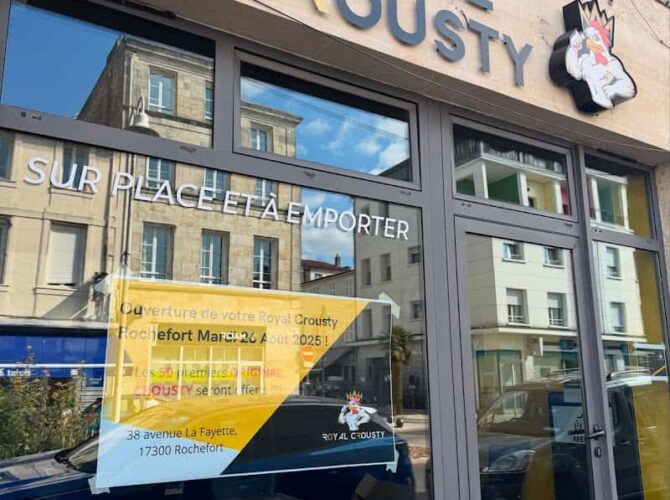 CROUSTY
SUR PLACE ET À EMPORTER
Ouverture de votre Royal Crousty
Rochefort Mardi 26 Août 2025 !
Les 50 premiers ORIGINAL
CROUSTY seront offerts !!!
38 avenue La Fayette,
17300 Rochefort
ROYAL CROUSTY